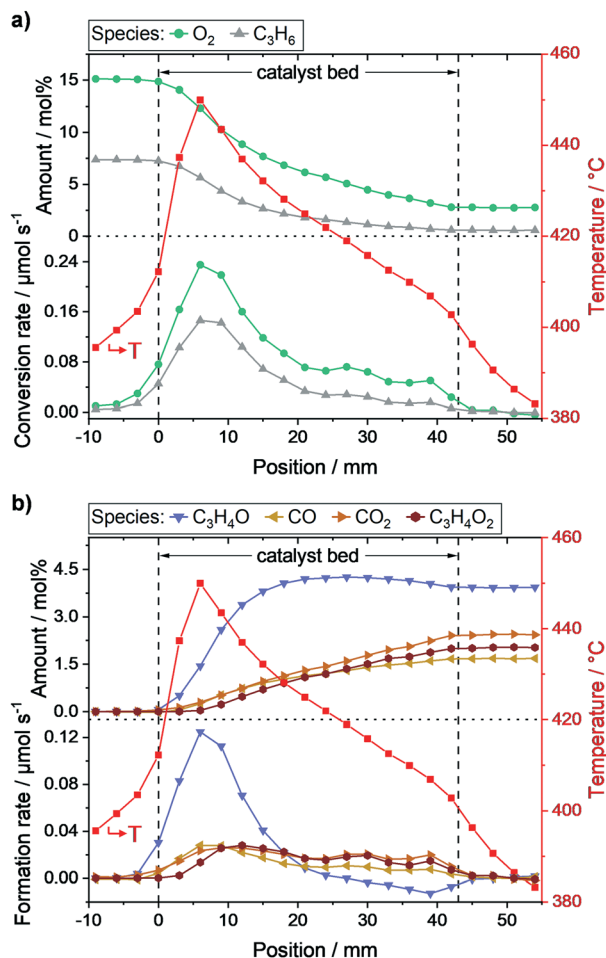 a)
Species: O₂ C₃H₆
catalyst bed
Amount / mol%
15
10
5
0
Conversion rate / µmol s⁻¹
0.24
0.16
0.08
0.00
T
460
450
440
430
420
410
400
390
380
Temperature / °C
-10 0 10 20 30 40 50
Position / mm
b)
Species: C₃H₄O CO CO₂ C₃H₄O₂
catalyst bed
Amount / mol%
4.5
3.0
1.5
0.0
Formation rate / µmol s⁻¹
0.12
0.08
0.04
0.00
T
460
440
420
400
380
Temperature / °C
-10 0 10 20 30 40 50
Position / mm